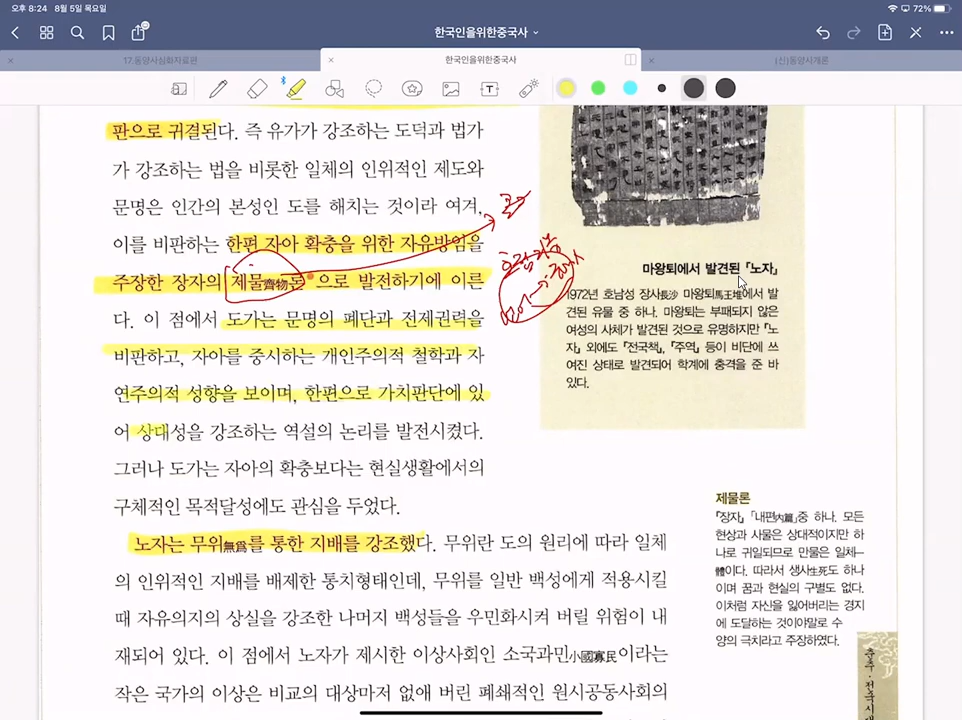 오후 8:24 8월 5일 목요일
72%
한국인을위한중국사
17.동양사심화자료편
한국인을위한중국사
(신)동양사개론
판으로 귀결된다. 즉 유가가 강조하는 도덕과 법가
가 강조하는 법을 비롯한 일체의 인위적인 제도와
문명은 인간의 본성인 도를 해치는 것이라 여겨,
이를 비판하는 한편 자아 확충을 위한 자유방임을
주장한 장자의 제물齊物론으로 발전하기에 이른
다. 이 점에서 도가는 문명의 폐단과 전제권력을
비판하고, 자아를 중시하는 개인주의적 철학과 자
연주의적 성향을 보이며, 한편으로 가치판단에 있
어 상대성을 강조하는 역설의 논리를 발전시켰다.
그러나 도가는 자아의 확충보다는 현실생활에서의
구체적인 목적달성에도 관심을 두었다.
노자는 무위無爲를 통한 지배를 강조했다. 무위란 도의 원리에 따라 일체
의 인위적인 지배를 배제한 통치형태인데, 무위를 일반 백성에게 적용시킬
때 자유의지의 상실을 강조한 나머지 백성들을 우민화시켜 버릴 위험이 내
재되어 있다. 이 점에서 노자가 제시한 이상사회인 소국과민小國寡民이라는
작은 국가의 이상은 비교의 대상마저 없애 버린 폐쇄적인 원시공동사회의
마왕퇴에서 발견된 『노자』
1972년 호남성 장사長沙 마왕퇴馬王堆에서 발
견된 유물 중 하나. 마왕퇴는 부패되지 않은
여성의 사체가 발견된 것으로 유명하지만 『노
자』 외에도 『전국책』, 『주역』 등이 비단에 쓰
여진 상태로 발견되어 학계에 충격을 준 바
있다.
제물론
『장자』 「내편內篇」중 하나. 모든
현상과 사물은 상대적이지만 하
나로 귀일되므로 만물은 일체一
體이다. 따라서 생사生死도 하나
이며 꿈과 현실의 구별도 없다.
이처럼 자신을 잃어버리는 경지
에 도달하는 것이야말로 수
양의 극치라고 주장하였다.
춘추·전국시대